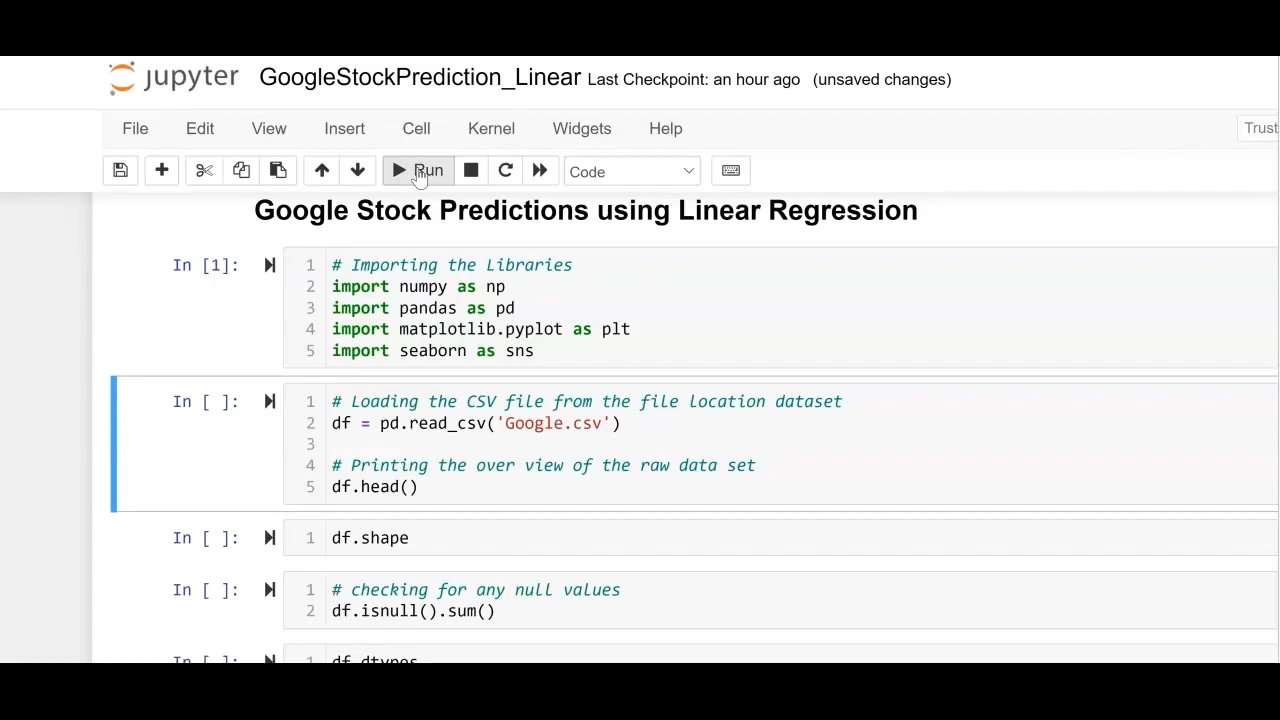 jupyter GoogleStockPrediction_Linear Last Checkpoint: an hour ago (unsaved changes)
File Edit View Insert Cell Kernel Widgets Help Trust
Run Code
Google Stock Predictions using Linear Regression
In [1]: 1 # Importing the Libraries
2 import numpy as np
3 import pandas as pd
4 import matplotlib.pyplot as plt
5 import seaborn as sns
In [ ]: 1 # Loading the CSV file from the file location dataset
2 df = pd.read_csv('Google.csv')
3
4 # Printing the over view of the raw data set
5 df.head()
In [ ]: 1 df.shape
In [ ]: 1 # checking for any null values
2 df.isnull().sum()
In [ ]: 1 df.dtypes